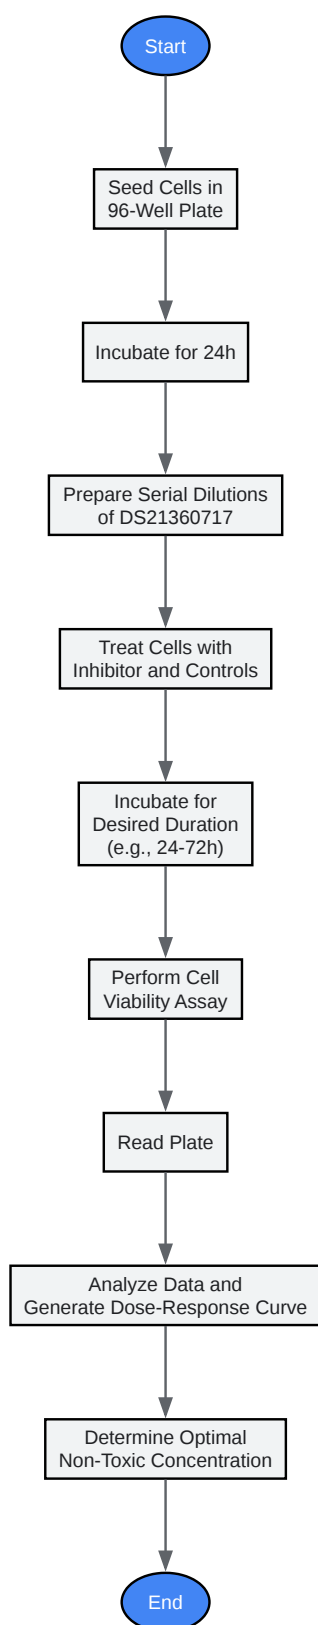 Start
Seed Cells in
96-Well Plate
Incubate for 24h
Prepare Serial Dilutions
of DS21360717
Treat Cells with
Inhibitor and Controls
Incubate for
Desired Duration
(e.g., 24-72h)
Perform Cell
Viability Assay
Read Plate
Analyze Data and
Generate Dose-Response Curve
Determine Optimal
Non-Toxic Concentration
End